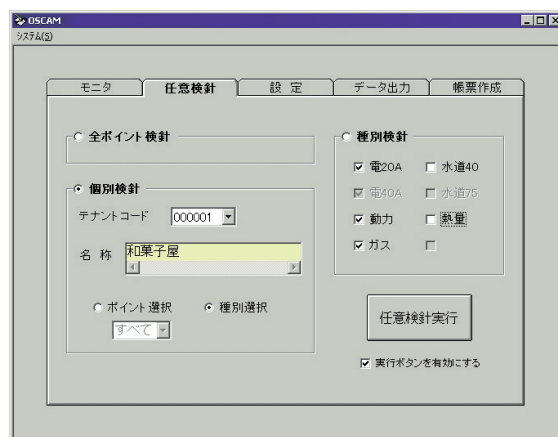 OSCAM
システム(S)
モニタ 任意検針 設 定 データ出力 帳票作成
全ポイント検針
個別検針
テナントコード 000001
名 称 和菓子屋
ポイント選択 種別選択
すべて
種別検針
電20A 水道40
電40A 水道75
動力 熱量
ガス
任意検針実行
実行ボタンを有効にする